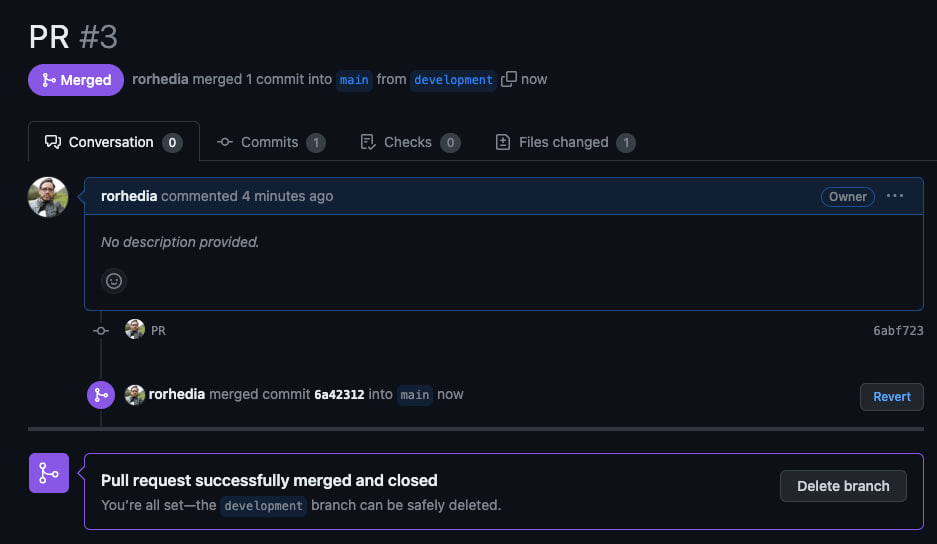 PR #3
Merged rorhedia merged 1 commit into main from development now
Conversation 0 Commits 1 Checks 0 Files changed 1
rorhedia commented 4 minutes ago Owner ...
No description provided.
PR 6abf723
rorhedia merged commit 6a42312 into main now Revert
Pull request successfully merged and closed
You're all set—the development branch can be safely deleted.
Delete branch